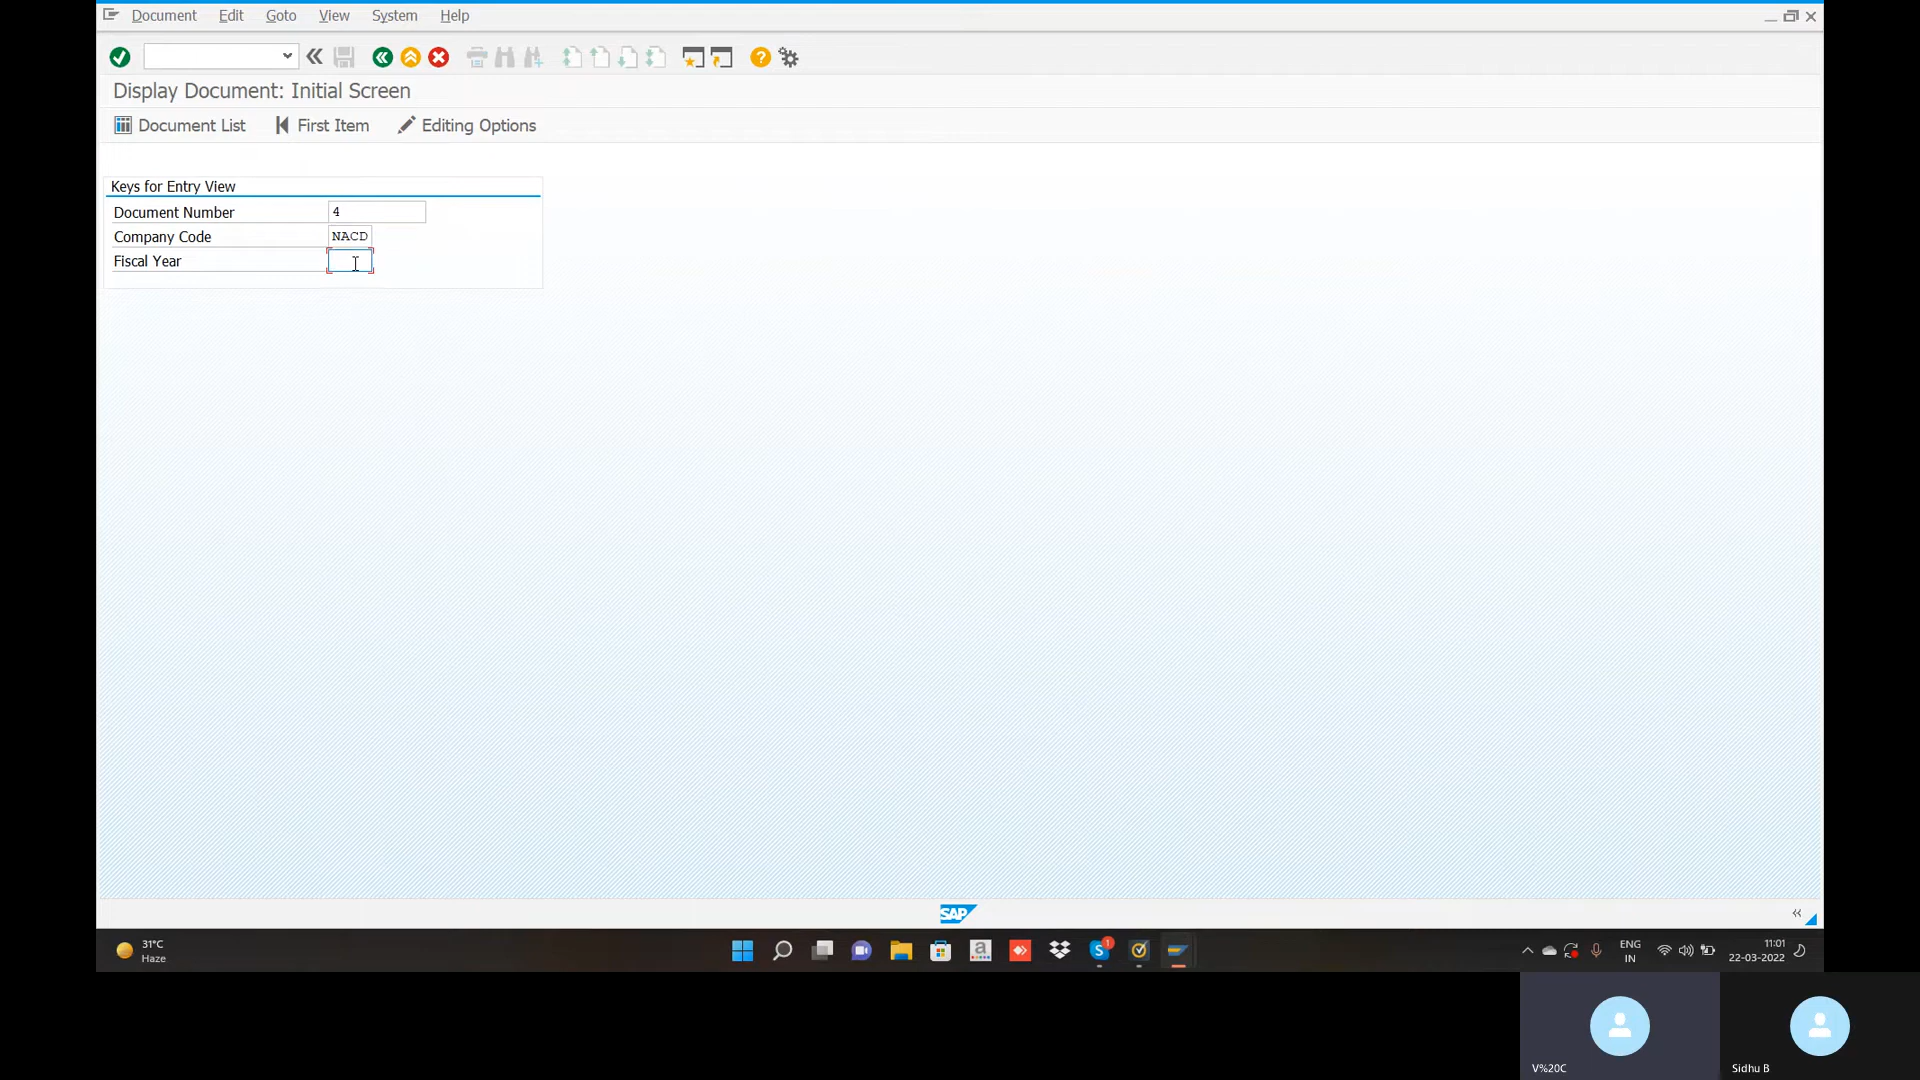 Document Edit Goto View System Help
Display Document: Initial Screen
Document List First Item Editing Options
Keys for Entry View
Document Number 4
Company Code NACD
Fiscal Year
SAP
31°C
Haze
a
S 1
ENG
IN
11:01
22-03-2022
V%20C
Sidhu B